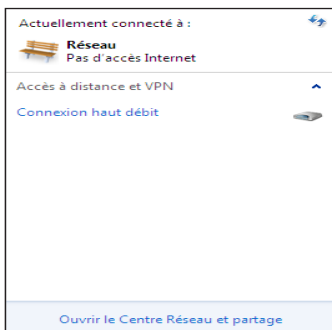 Actuellement connecté à :
Réseau
Pas d'accès Internet
Accès à distance et VPN
Connexion haut débit
Ouvrir le Centre Réseau et partage